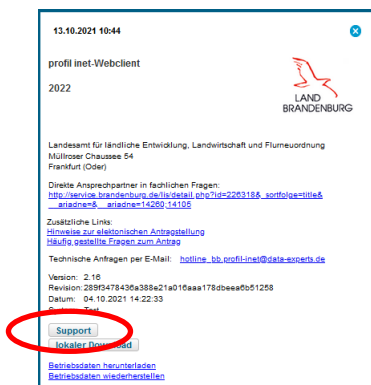 13.10.2021 10:44
profil inet-Webclient
2022
LAND
BRANDENBURG
Landesamt für ländliche Entwicklung, Landwirtschaft und Flurneuordnung
Müllroser Chaussee 54
Frankfurt (Oder)
Direkte Ansprechpartner in fachlichen Fragen:
http://service.brandenburg.de/lis/detail.php?id=226318&_sortfolge=title&
__ariadne=&__ariadne=14260;14105
Zusätzliche Links:
Hinweise zur elektonischen Antragstellung
Häufig gestellte Fragen zum Antrag
Technische Anfragen per E-Mail: hotline_bb.profil-inet@data-experts.de
Version: 2.16
Revision: 289f3478436a388e21a016aaa178dbeea6b51258
Datum: 04.10.2021 14:22:33
Test
Support
lokaler Download
Betriebsdaten herunterladen
Betriebsdaten wiederherstellen